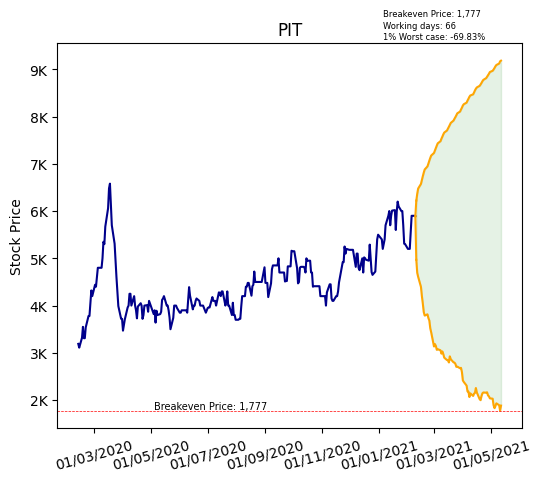 Breakeven Price: 1,777
Working days: 66
1% Worst case: -69.83%
PIT
Stock Price
9K
8K
7K
6K
5K
4K
3K
2K
Breakeven Price: 1,777
01/03/2020
01/05/2020
01/07/2020
01/09/2020
01/11/2020
01/01/2021
01/03/2021
01/05/2021